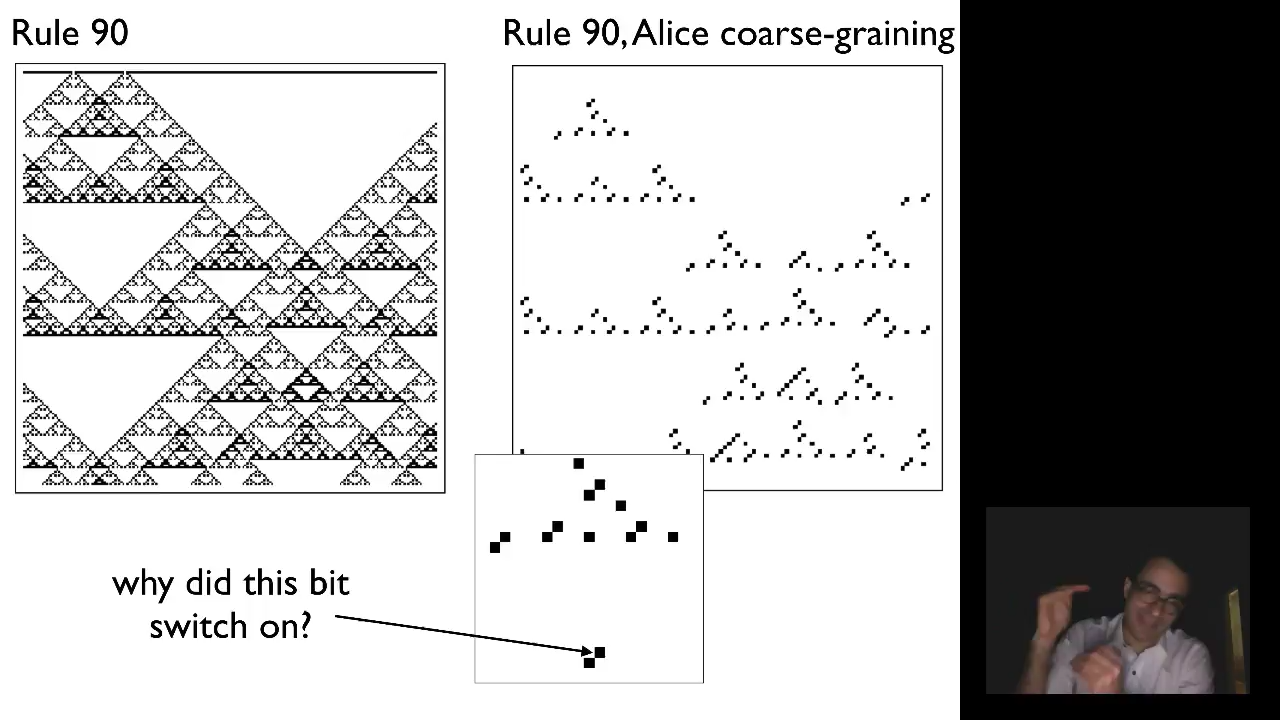 Rule 90
Rule 90, Alice coarse-graining
why did this bit
switch on?